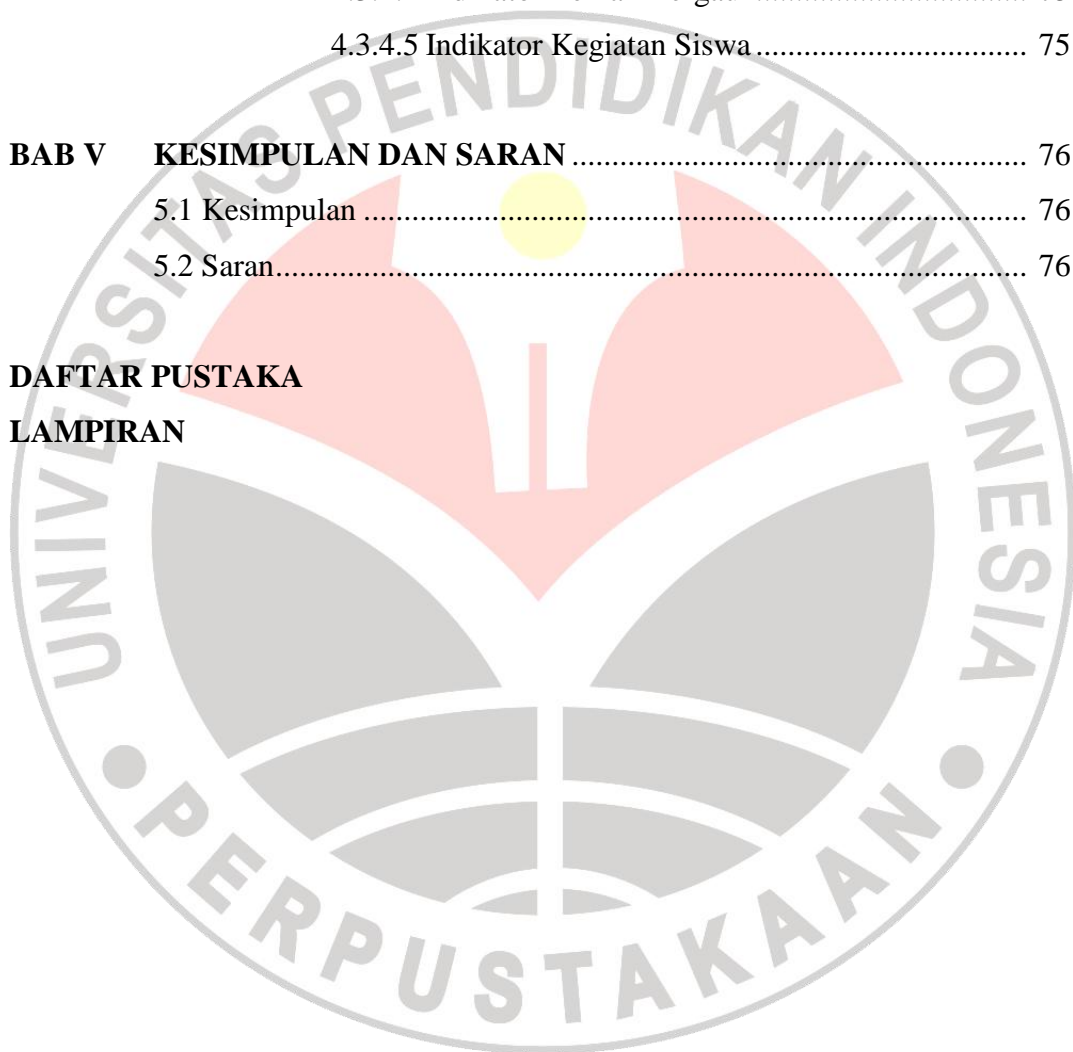 4.3.4.5 Indikator Kegiatan Siswa .................................. 75
BAB V KESIMPULAN DAN SARAN ......................................................... 76
5.1 Kesimpulan ................................................................................... 76
5.2 Saran.............................................................................................. 76
DAFTAR PUSTAKA
LAMPIRAN
UNIVERSITAS PENDIDIKAN INDONESIA
PERPUSTAKAAN